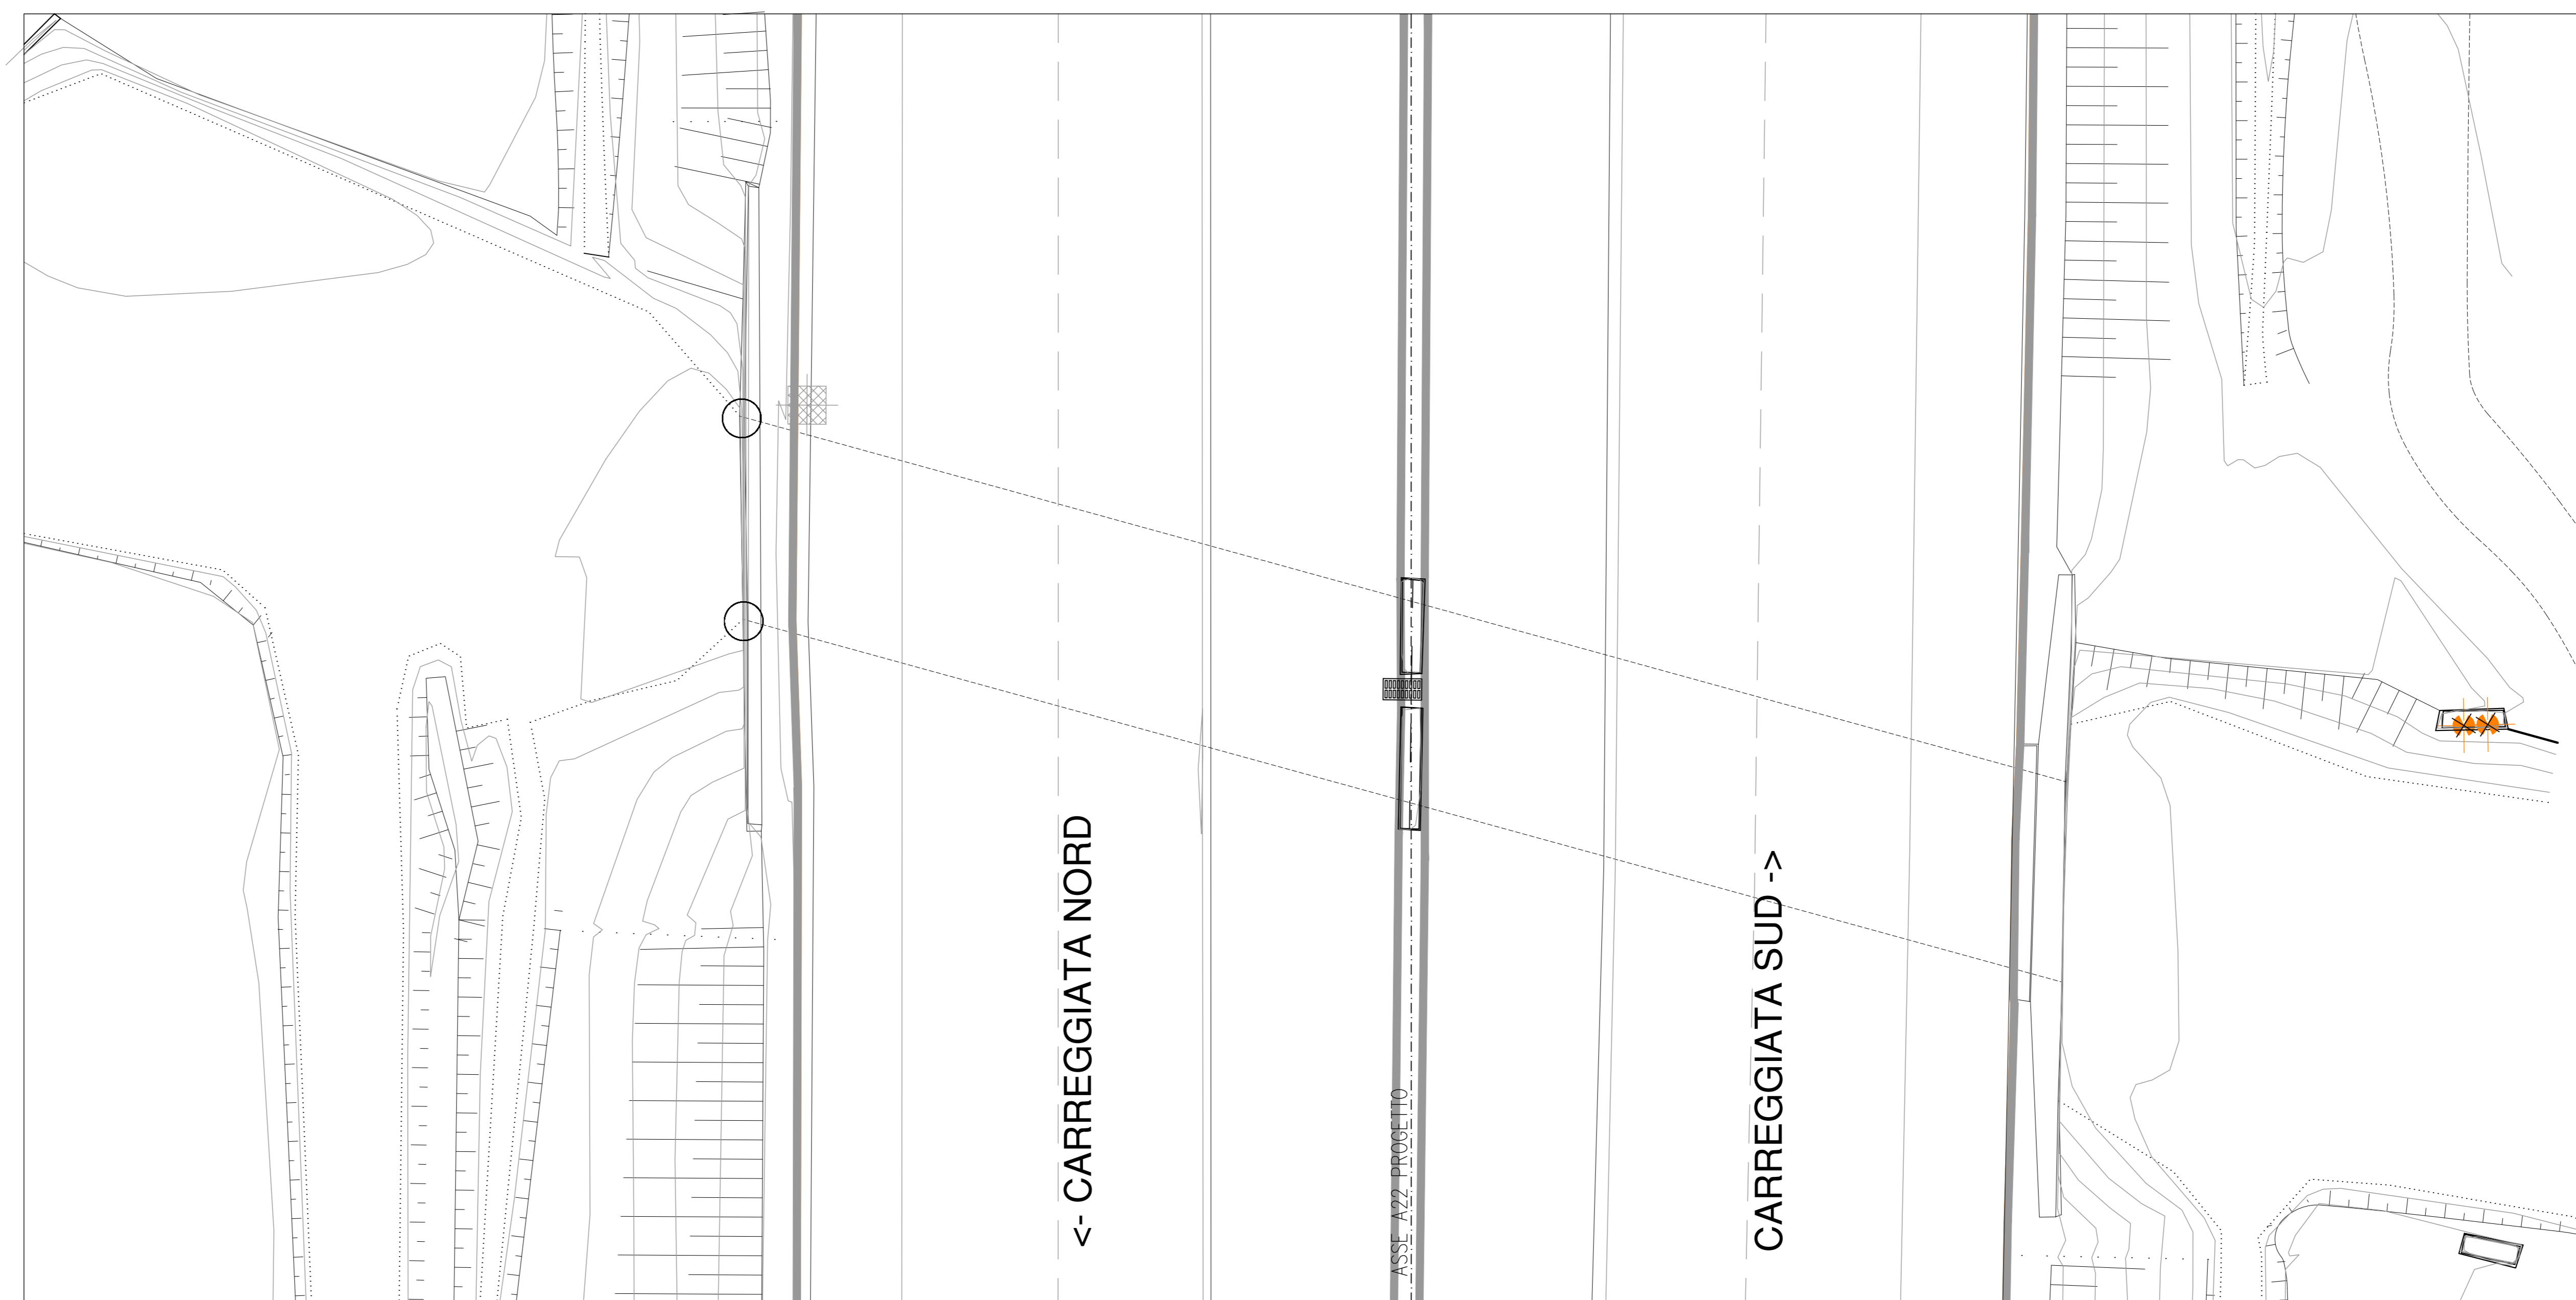 <- CARREGGIATA NORD
ASSE A22 PROGETTO
CARREGGIATA SUD ->